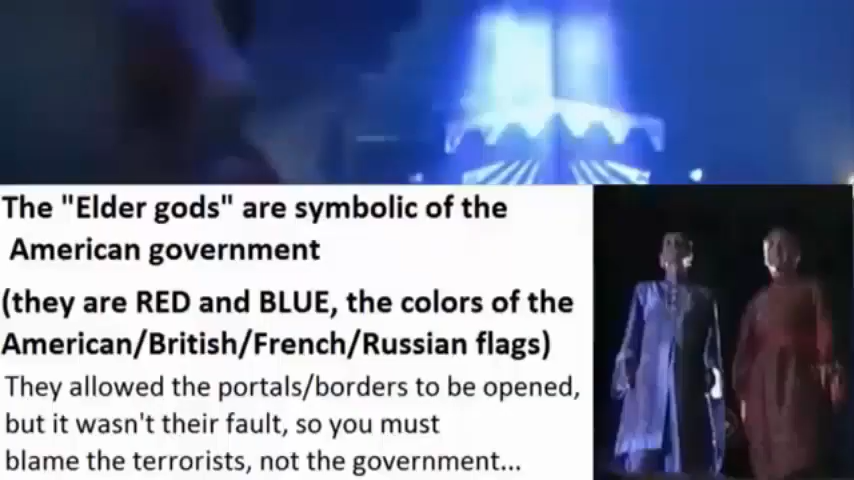 The "Elder gods" are symbolic of the
American government
(they are RED and BLUE, the colors of the
American/British/French/Russian flags)
They allowed the portals/borders to be opened,
but it wasn't their fault, so you must
blame the terrorists, not the government...